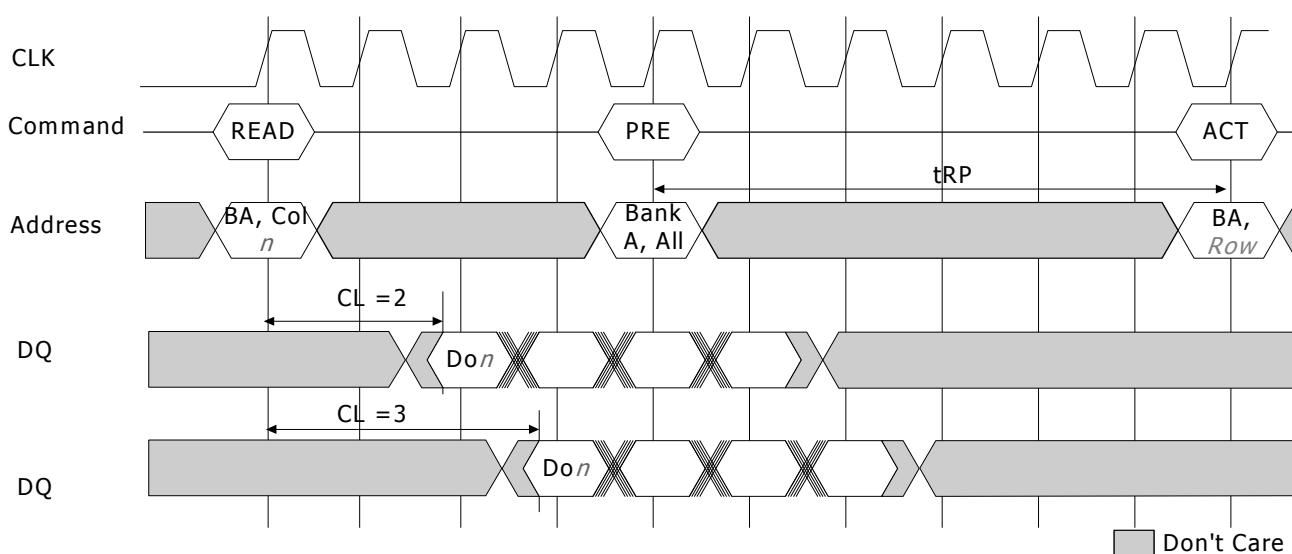 CLK
Command
READ
PRE
ACT
tRP
Address
BA, Col
n
Bank
A, All
BA,
Row
CL =2
DQ
Don
CL =3
DQ
Don
Don't Care